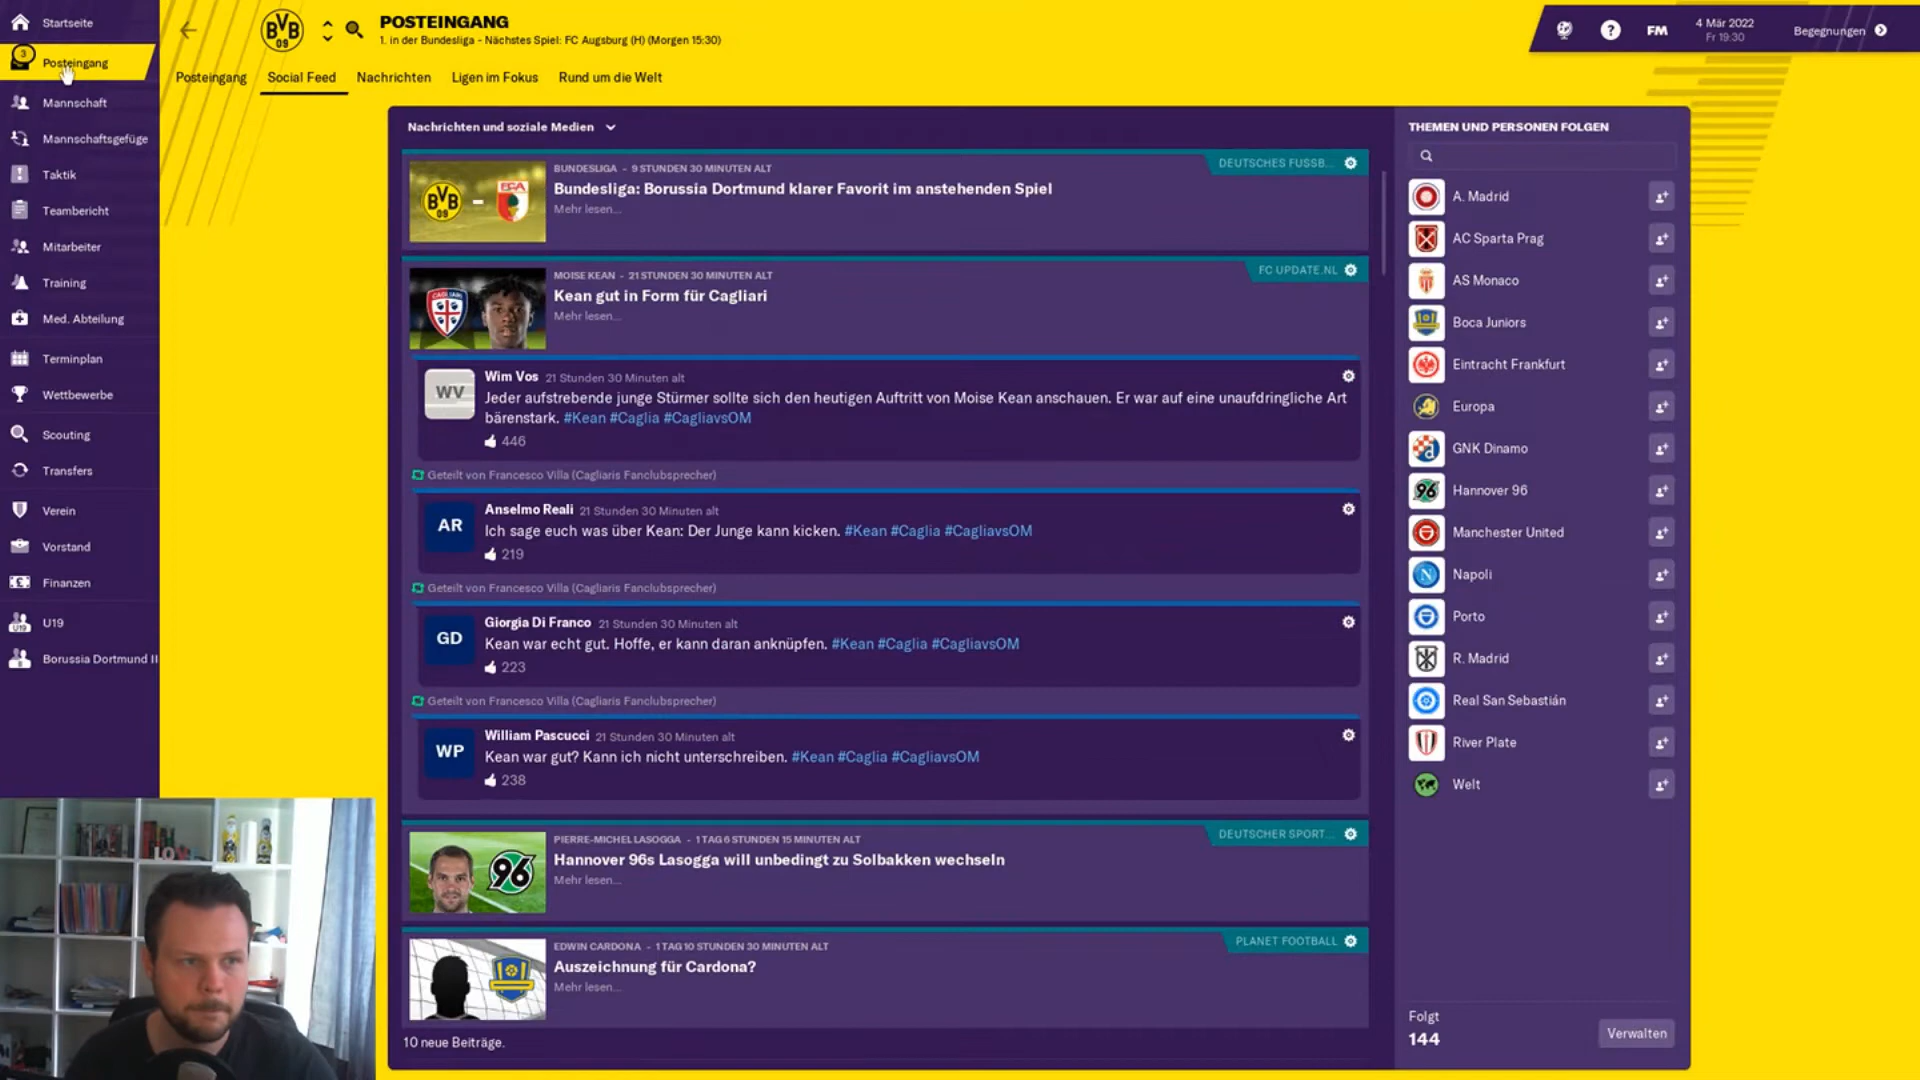 Startseite
3
Posteingang
Mannschaft
Mannschaftsgefüge
Taktik
Teambericht
Mitarbeiter
Training
Med. Abteilung
Terminplan
Wettbewerbe
Scouting
Transfers
Verein
Vorstand
Finanzen
U19
U19
Borussia Dortmund II
BVB
09
POSTEINGANG
1. in der Bundesliga - Nächstes Spiel: FC Augsburg (H) (Morgen 15:30)
Posteingang
Social Feed
Nachrichten
Ligen im Fokus
Rund um die Welt
?
FM
4 Mär 2022
Fr 19:30
Begegnungen
Nachrichten und soziale Medien
BVB
09
-
FCA
BUNDESLIGA - 9 STUNDEN 30 MINUTEN ALT
DEUTSCHES FUSSB...
Bundesliga: Borussia Dortmund klarer Favorit im anstehenden Spiel
Mehr lesen...
CAGLIARI
MOISE KEAN - 21 STUNDEN 30 MINUTEN ALT
FC UPDATE.NL
Kean gut in Form für Cagliari
Mehr lesen...
WV
Wim Vos 21 Stunden 30 Minuten alt
Jeder aufstrebende junge Stürmer sollte sich den heutigen Auftritt von Moise Kean anschauen. Er war auf eine unaufdringliche Art
bärenstark. #Kean #Caglia #CagliavsOM
446
Geteilt von Francesco Villa (Cagliaris Fanclubsprecher)
AR
Anselmo Reali 21 Stunden 30 Minuten alt
Ich sage euch was über Kean: Der Junge kann kicken. #Kean #Caglia #CagliavsOM
219
Geteilt von Francesco Villa (Cagliaris Fanclubsprecher)
GD
Giorgia Di Franco 21 Stunden 30 Minuten alt
Kean war echt gut. Hoffe, er kann daran anknüpfen. #Kean #Caglia #CagliavsOM
223
Geteilt von Francesco Villa (Cagliaris Fanclubsprecher)
WP
William Pascucci 21 Stunden 30 Minuten alt
Kean war gut? Kann ich nicht unterschreiben. #Kean #Caglia #CagliavsOM
238
96
PIERRE-MICHEL LASOGGA - 1 TAG 6 STUNDEN 15 MINUTEN ALT
DEUTSCHER SPORT...
Hannover 96s Lasogga will unbedingt zu Solbakken wechseln
Mehr lesen...
EDWIN CARDONA - 1 TAG 10 STUNDEN 30 MINUTEN ALT
PLANET FOOTBALL
Auszeichnung für Cardona?
Mehr lesen...
10 neue Beiträge.
THEMEN UND PERSONEN FOLGEN
A. Madrid
AC Sparta Prag
AS Monaco
Boca Juniors
Eintracht Frankfurt
Europa
GNK Dinamo
96
Hannover 96
Manchester United
N
Napoli
Porto
R. Madrid
Real San Sebastián
River Plate
Welt
Folgt
144
Verwalten